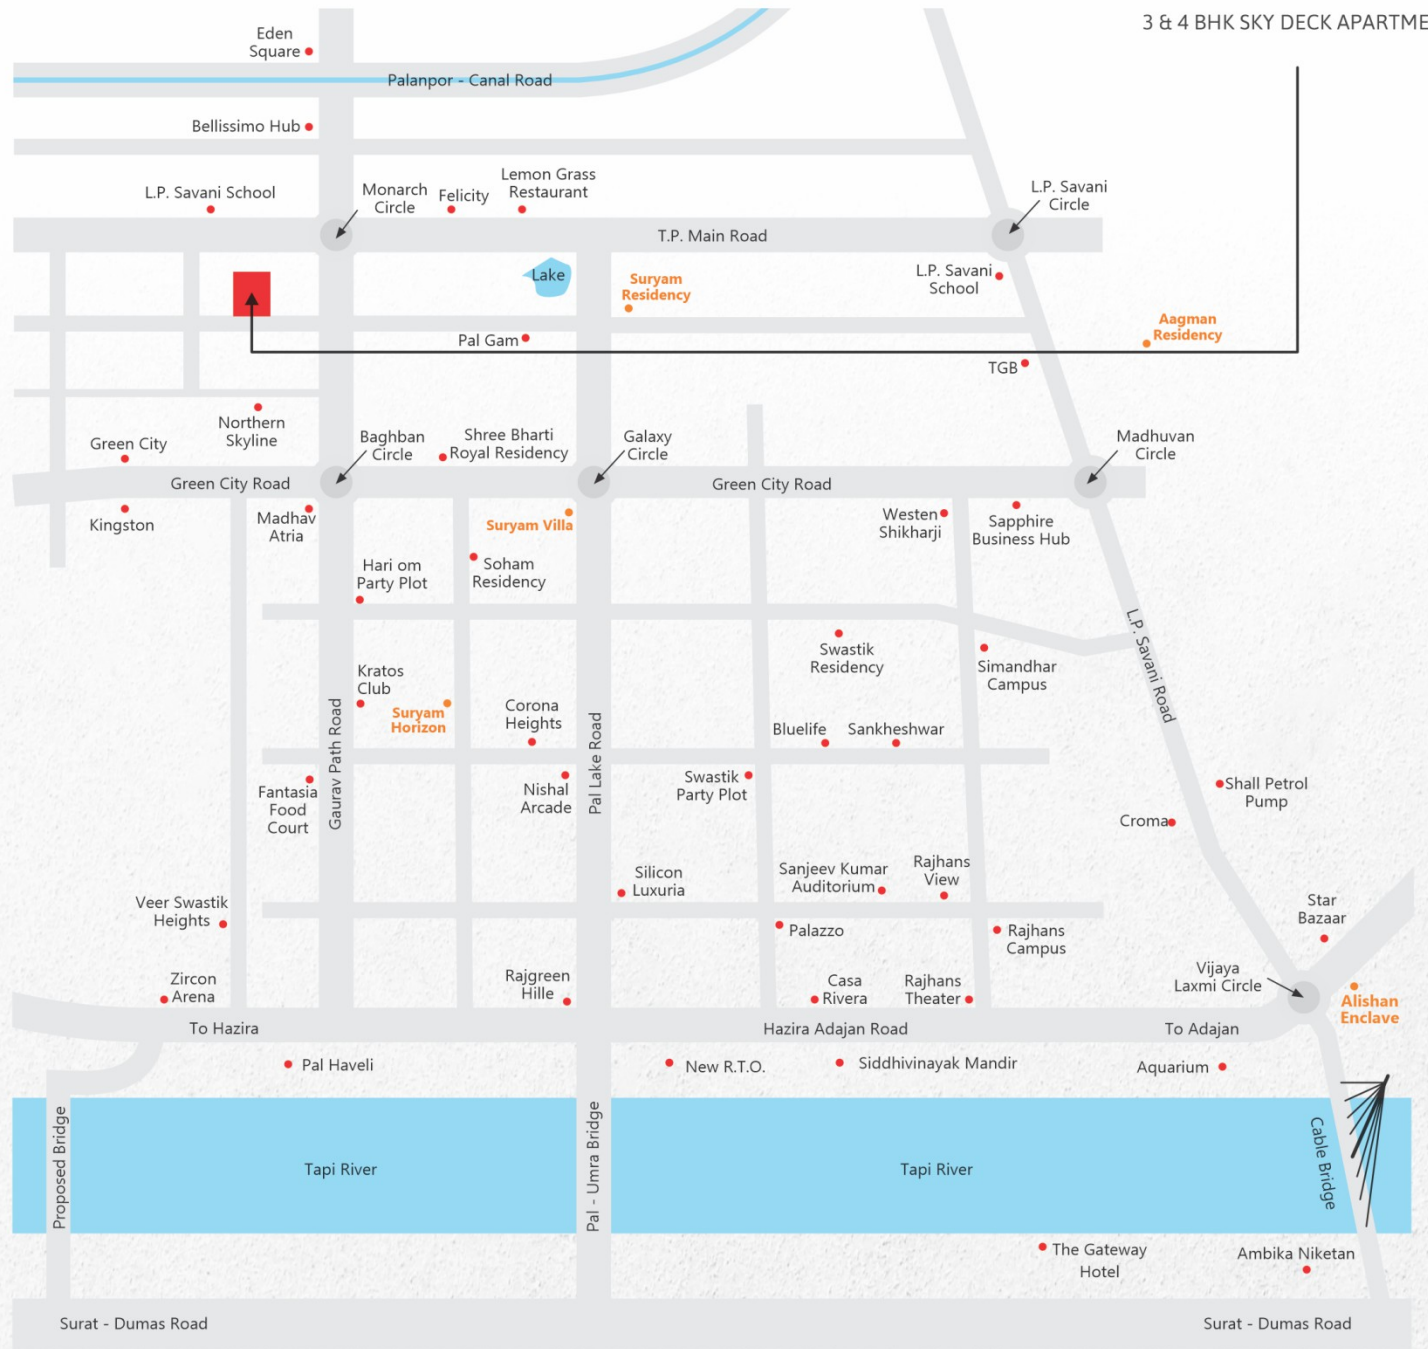 3 & 4 BHK SKY DECK APARTME
Eden
Square
Palanpor - Canal Road
Bellissimo Hub
L.P. Savani School
Monarch
Circle
Felicity
Lemon Grass
Restaurant
L.P. Savani
Circle
T.P. Main Road
Lake
Suryam
Residency
L.P. Savani
School
Aagman
Residency
Pal Gam
TGB
Northern
Skyline
Green City
Baghban
Circle
Shree Bharti
Royal Residency
Galaxy
Circle
Madhuvan
Circle
Green City Road
Green City Road
Kingston
Madhav
Atria
Suryam Villa
Westen
Shikharji
Sapphire
Business Hub
Hari om
Party Plot
Soham
Residency
L.P. Savani Road
Swastik
Residency
Simandhar
Campus
Kratos
Club
Suryam
Horizon
Corona
Heights
Bluelife
Sankheshwar
Gaurav Path Road
Pal Lake Road
Fantasia
Food
Court
Nishal
Arcade
Swastik
Party Plot
Shall Petrol
Pump
Croma
Silicon
Luxuria
Sanjeev Kumar
Auditorium
Rajhans
View
Veer Swastik
Heights
Palazzo
Rajhans
Campus
Star
Bazaar
Zircon
Arena
Rajgreen
Hille
Casa
Rivera
Rajhans
Theater
Vijaya
Laxmi Circle
Alishan
Enclave
To Hazira
Hazira Adajan Road
To Adajan
Pal Haveli
New R.T.O.
Siddhivinayak Mandir
Aquarium
Proposed Bridge
Tapi River
Pal - Umra Bridge
Tapi River
Cable Bridge
The Gateway
Hotel
Ambika Niketan
Surat - Dumas Road
Surat - Dumas Road